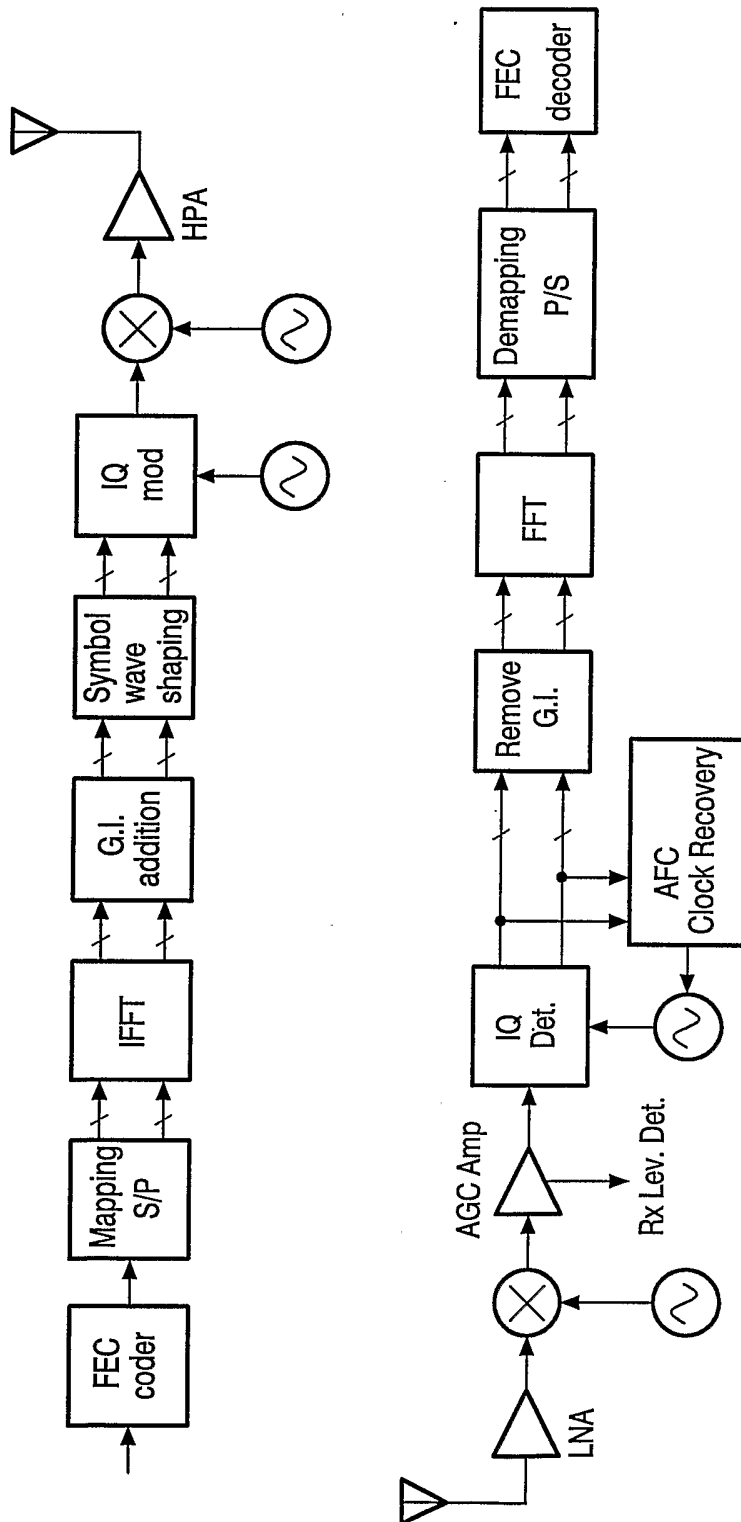 FEC
coder
Mapping
S/P
IFFT
G.I.
addition
Symbol
wave
shaping
IQ
mod
HPA
LNA
AGC Amp
Rx Lev. Det.
IQ
Det.
AFC
Clock Recovery
Remove
G.I.
FFT
Demapping
P/S
FEC
decoder